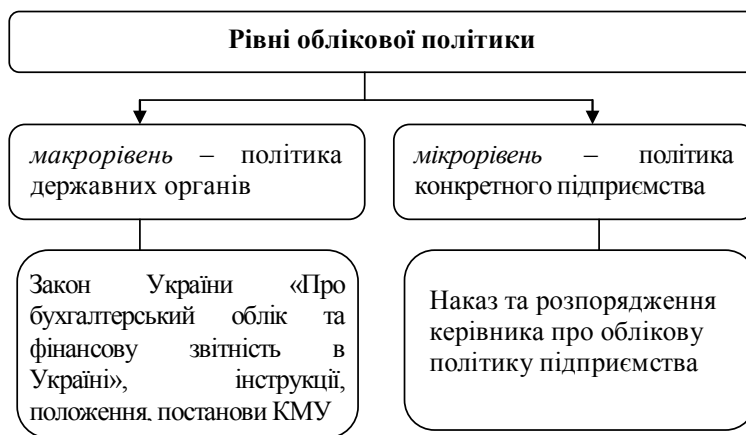 Рівні облікової політики
макрорівень – політика
державних органів
мікрорівень – політика
конкретного підприємства
Закон України «Про
бухгалтерський облік та
фінансову звітність в
Україні», інструкції,
положення, постанови КМУ
Наказ та розпорядження
керівника про облікову
політику підприємства